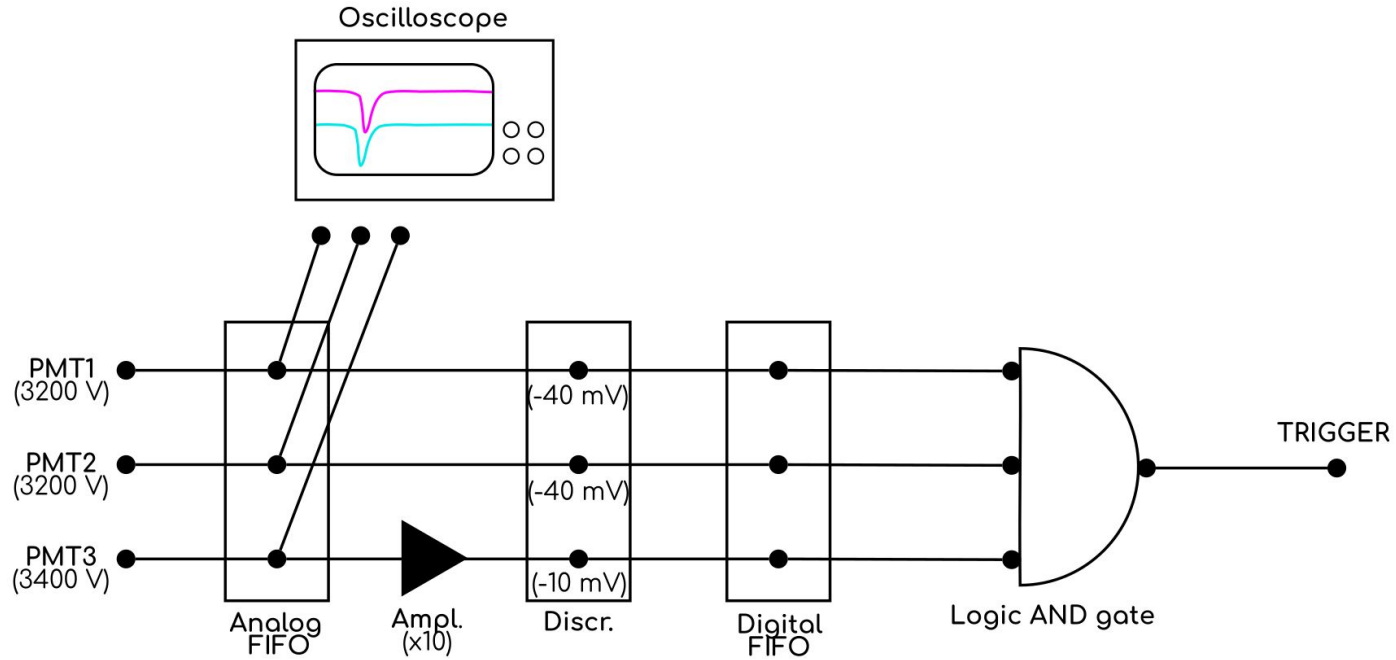 Oscilloscope
PMT1
(3200 V)
(-40 mV)
TRIGGER
PMT2
(3200 V)
(-40 mV)
PMT3
(3400 V)
(-10 mV)
Analog
FIFO
Ampl.
(x10)
Discr.
Digital
FIFO
Logic AND gate